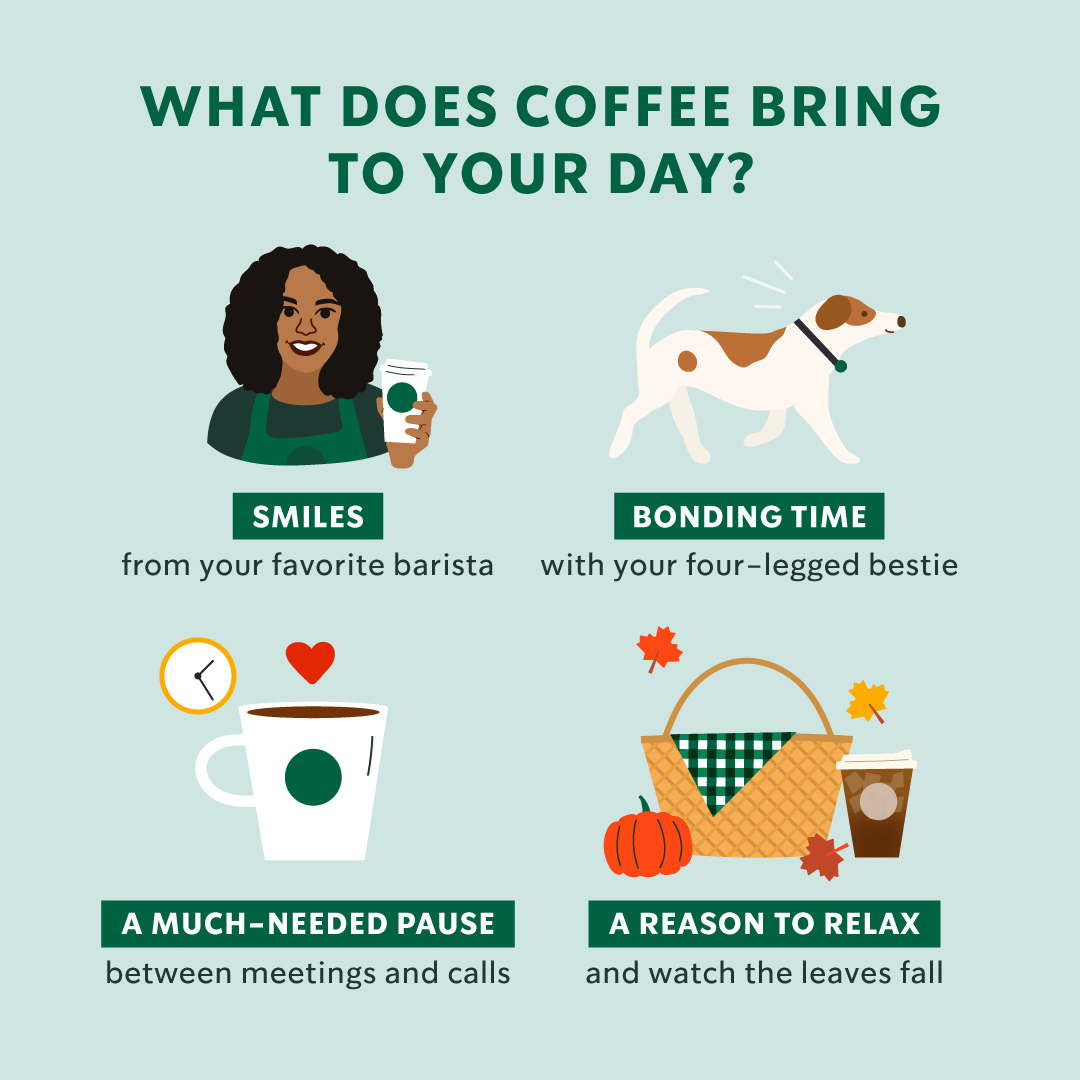 WHAT DOES COFFEE BRING
TO YOUR DAY?
SMILES
from your favorite barista
BONDING TIME
with your four-legged bestie
A MUCH-NEEDED PAUSE
between meetings and calls
A REASON TO RELAX
and watch the leaves fall